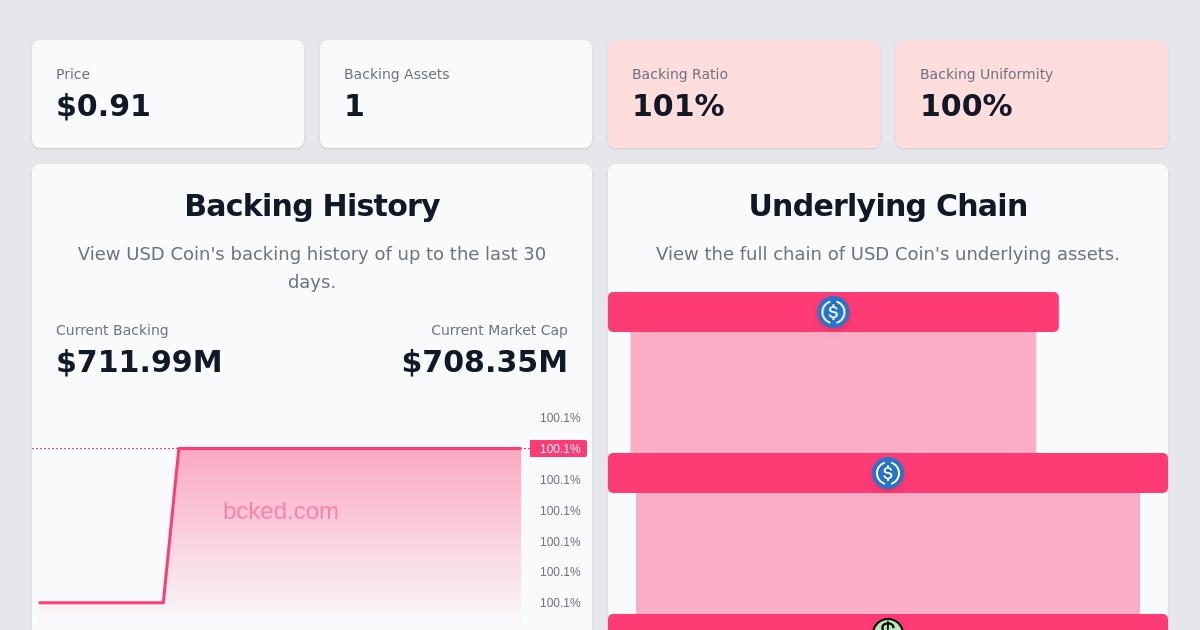 Price
$0.91
Backing Assets
1
Backing Ratio
101%
Backing Uniformity
100%
Backing History
View USD Coin's backing history of up to the last 30
days.
Current Backing
$711.99M
Current Market Cap
$708.35M
100.1%
100.1%
100.1%
100.1%
100.1%
100.1%
100.1%
bcked.com
Underlying Chain
View the full chain of USD Coin's underlying assets.
$
$
$